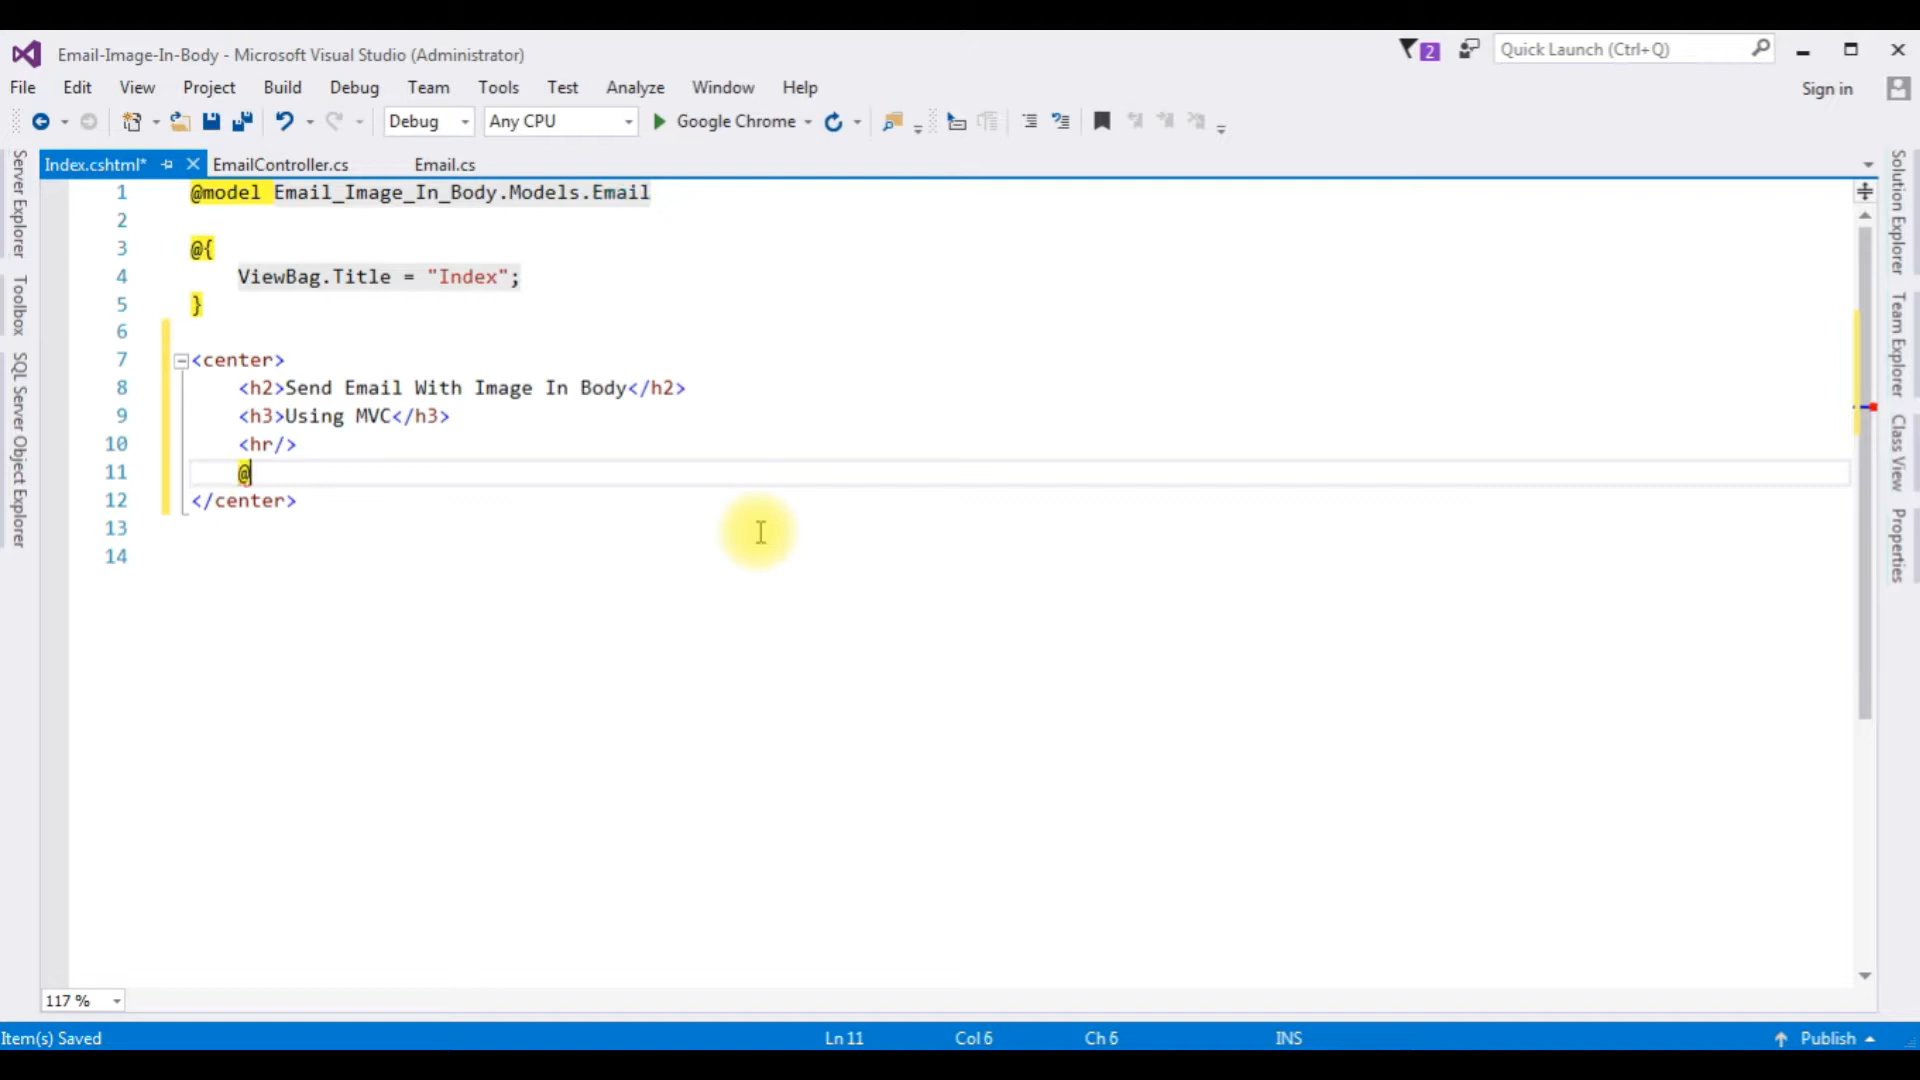 Email-Image-In-Body - Microsoft Visual Studio (Administrator)
2
Quick Launch (Ctrl+Q)
File Edit View Project Build Debug Team Tools Test Analyze Window Help
Sign in
Debug Any CPU Google Chrome
Index.cshtml* EmailController.cs Email.cs
Server Explorer
Toolbox
SQL Server Object Explorer
1 @model Email_Image_In_Body.Models.Email
2
3 @{
4 ViewBag.Title = "Index";
5 }
6
7 <center>
8 <h2>Send Email With Image In Body</h2>
9 <h3>Using MVC</h3>
10 <hr/>
11 @
12 </center>
13
14
Solution Explorer
Team Explorer
Class View
Properties
117 %
Item(s) Saved Ln 11 Col 6 Ch 6 INS Publish